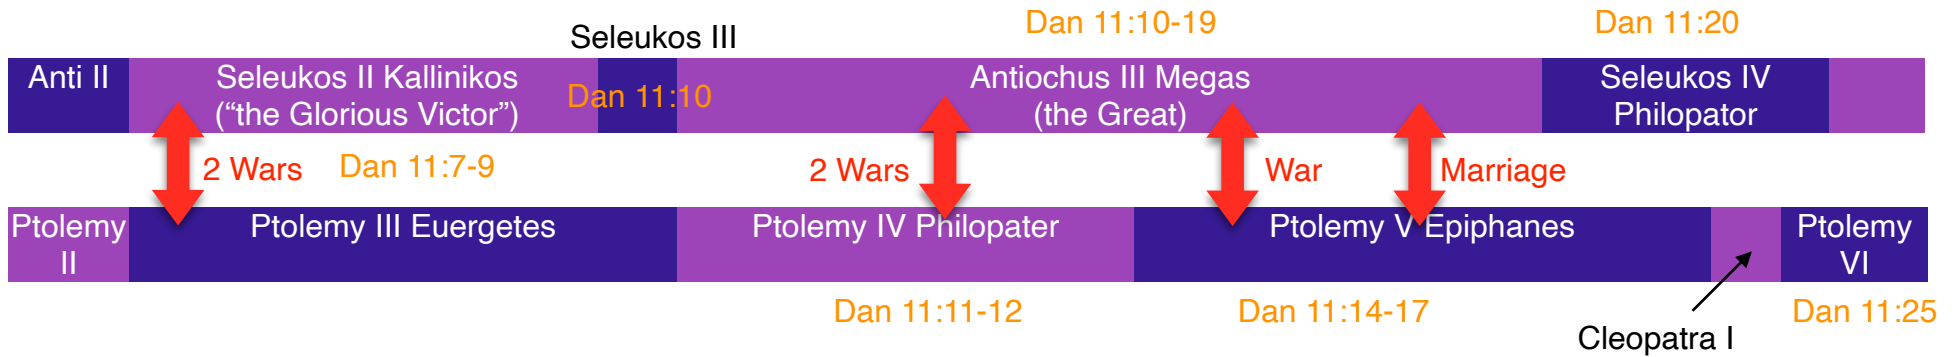 Dan 11:10-19
Dan 11:20
Seleukos III
Anti II
Seleukos II Kallinikos
(“the Glorious Victor”)
Dan 11:10
Antiochus III Megas
(the Great)
Seleukos IV
Philopator
2 Wars
Dan 11:7-9
2 Wars
War
Marriage
Ptolemy
II
Ptolemy III Euergetes
Ptolemy IV Philopater
Ptolemy V Epiphanes
Ptolemy
VI
Dan 11:11-12
Dan 11:14-17
Dan 11:25
Cleopatra I